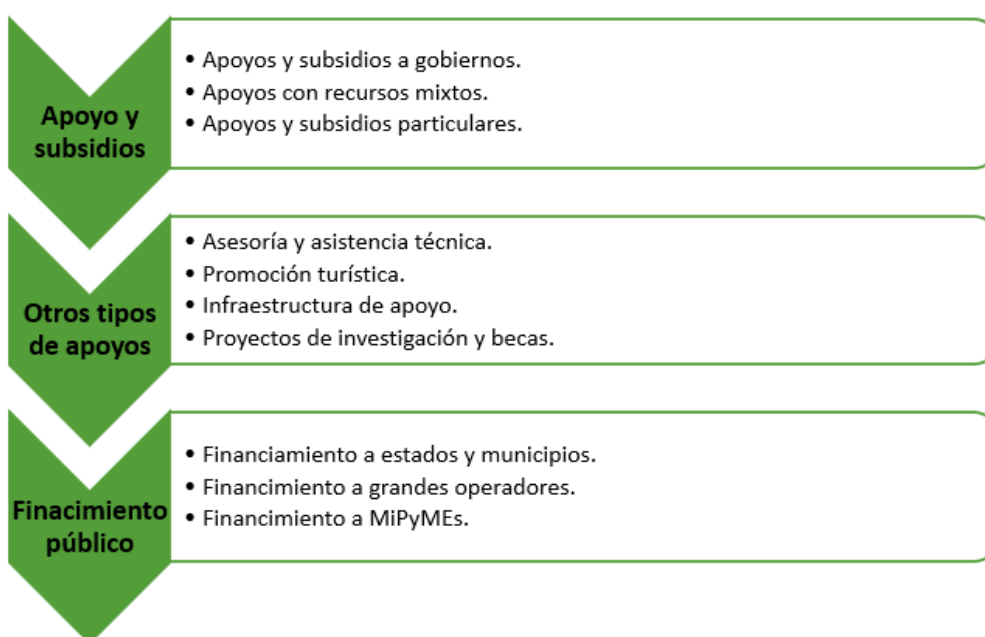 Apoyo y
subsidios
• Apoyos y subsidios a gobiernos.
• Apoyos con recursos mixtos.
• Apoyos y subsidios particulares.
Otros tipos
de apoyos
• Asesoría y asistencia técnica.
• Promoción turística.
• Infraestructura de apoyo.
• Proyectos de investigación y becas.
Finacimiento
público
• Financiamiento a estados y municipios.
• Financimiento a grandes operadores.
• Financimiento a MiPyMEs.